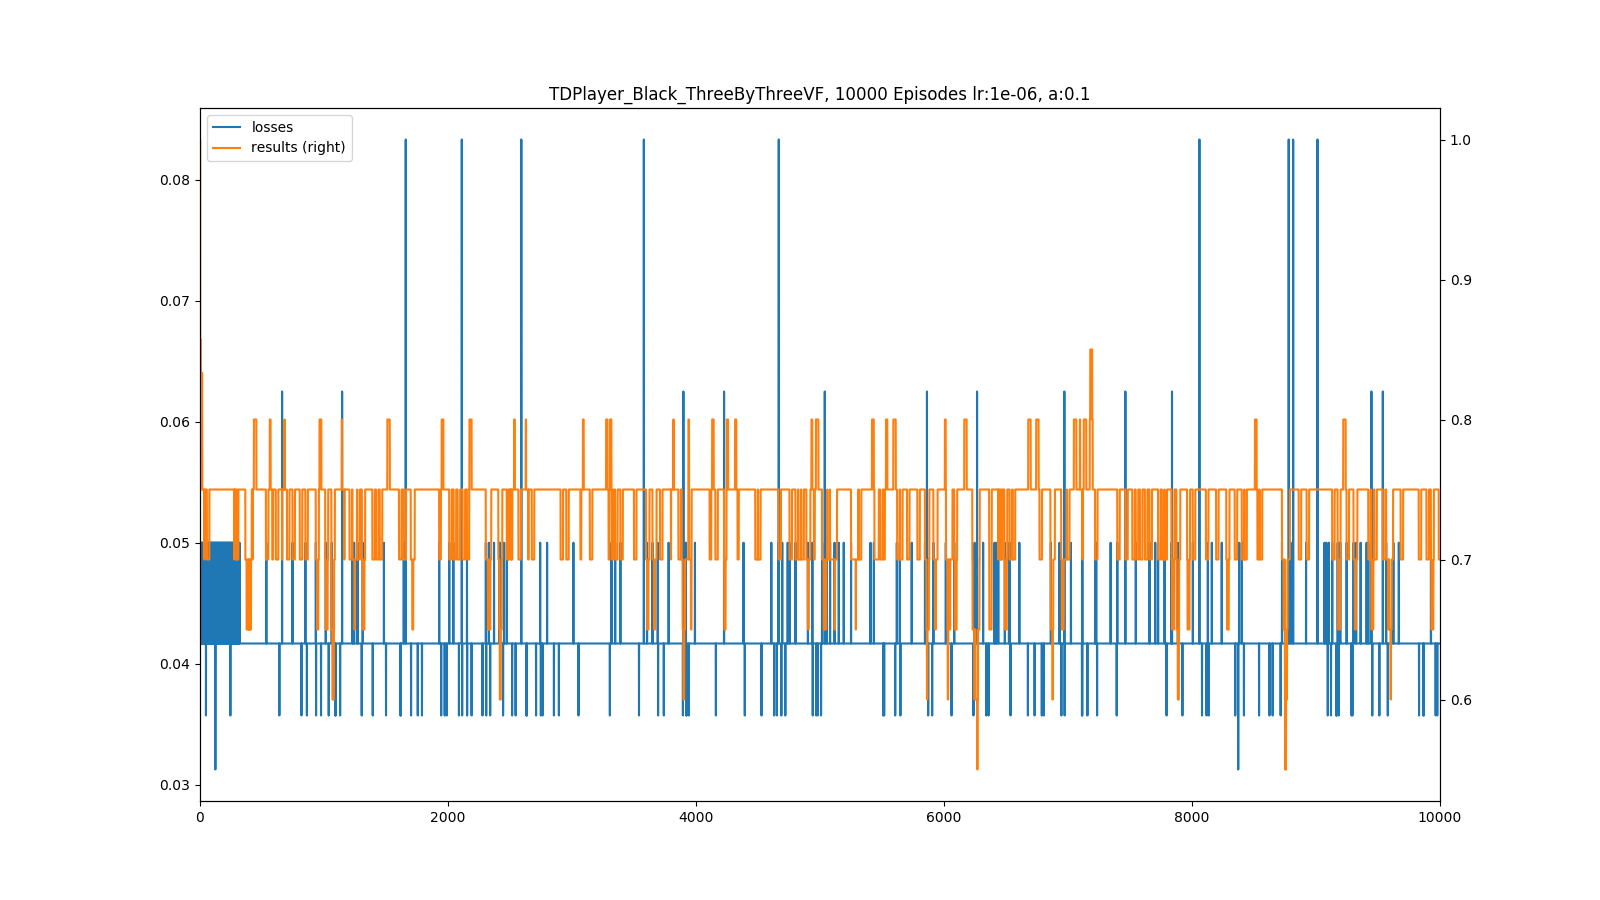 TDPlayer_Black_ThreeByThreeVF, 10000 Episodes lr:1e-06, a:0.1
losses
results (right)
0.08
0.07
0.06
0.05
0.04
0.03
1.0
0.9
0.8
0.7
0.6
0 2000 4000 6000 8000 10000